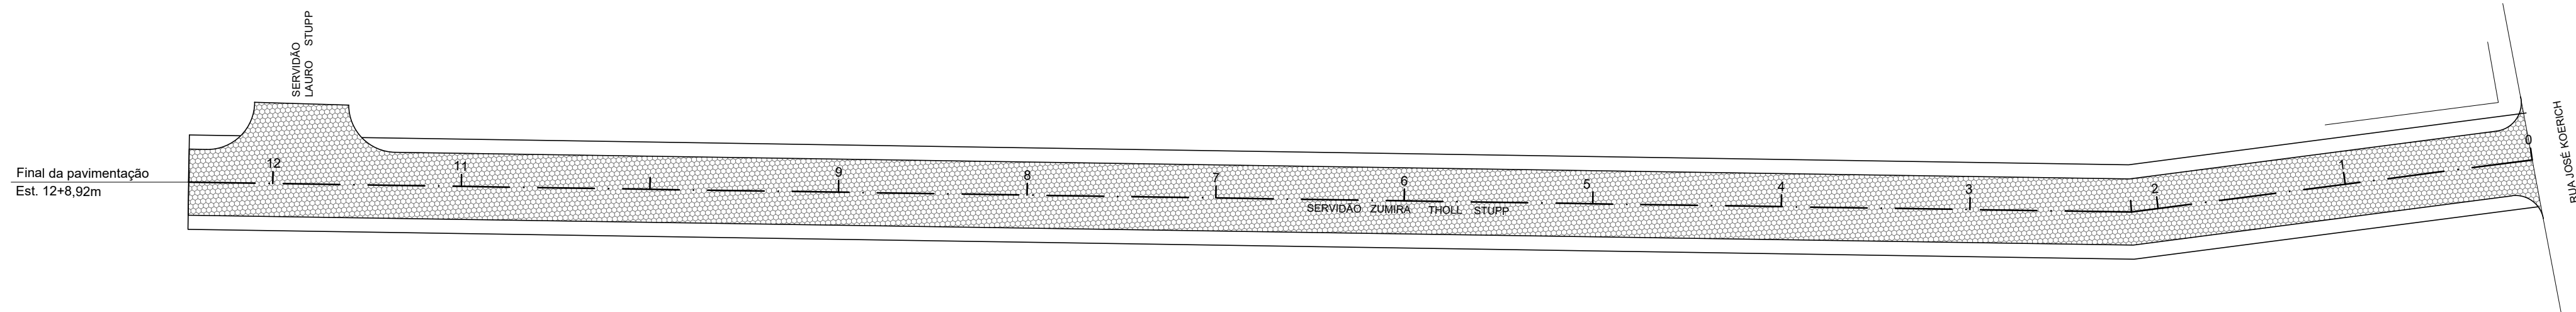 SERVIDÃO
LAURO STUPP
Final da pavimentação
Est. 12+8,92m
12
11
9
8
7
6
5
4
3
2
1
0
SERVIDÃO ZUMIRA THOLL STUPP
RUA JOSÉ KOERICH